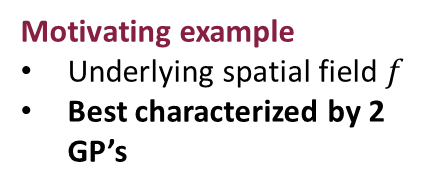 Motivating example
• Underlying spatial field f
• Best characterized by 2
GP's